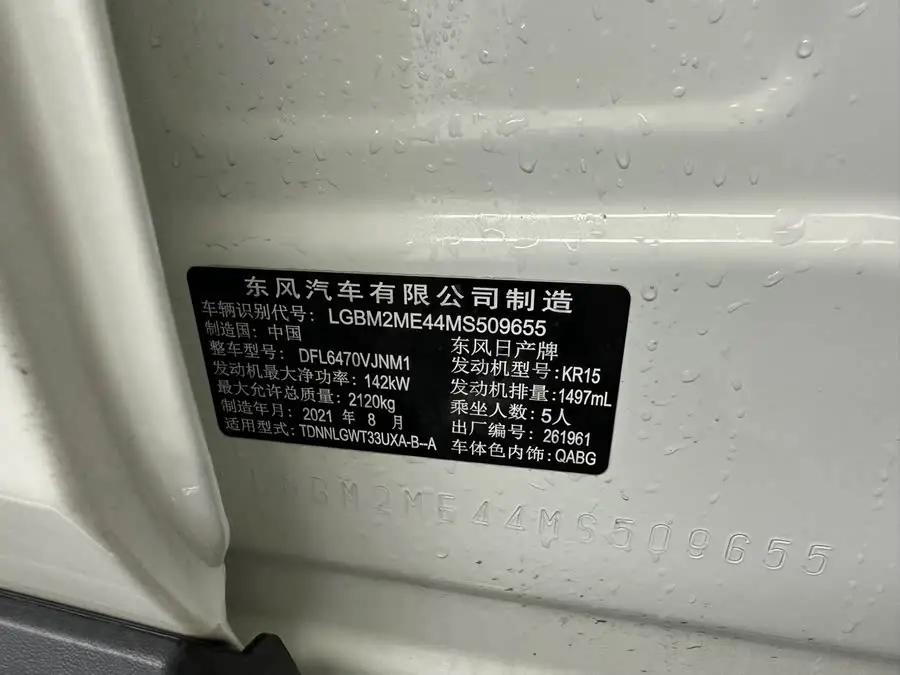 东风汽车有限公司制造
车辆识别代号: LGBM2ME44MS509655
制造国: 中国 东风日产牌
整车型号: DFL6470VJNM1 发动机型号:KR15
发动机最大净功率: 142kW 发动机排量:1497mL
最大允许总质量: 2120kg 乘坐人数: 5人
制造年月: 2021 年 8 月 出厂编号: 261961
适用型式: TDNNLGWT33UXA-B--A 车体色内饰:QABG
LGBM2ME44MS509655